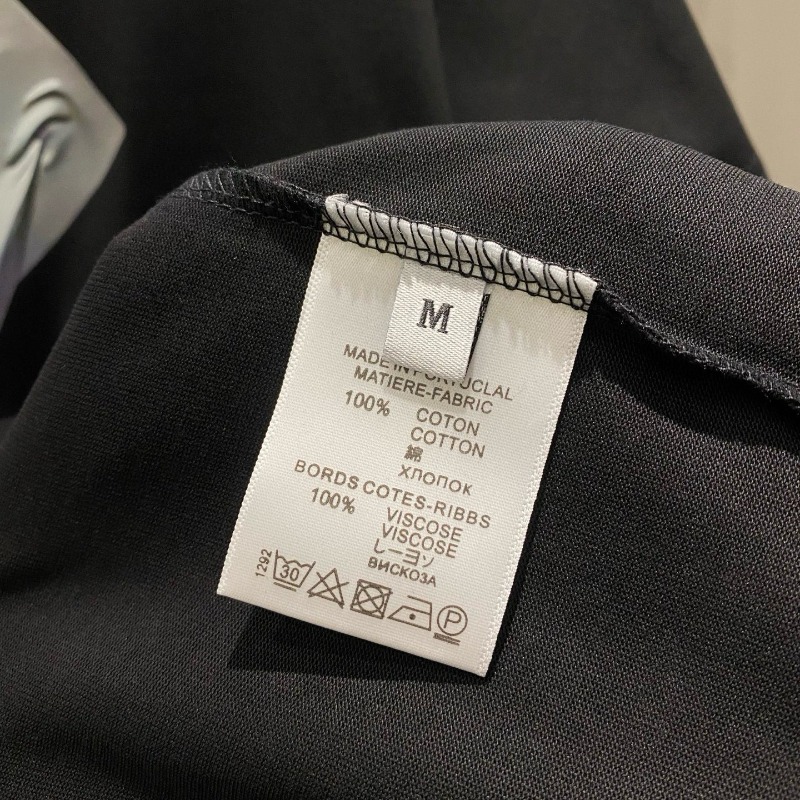 M
MADE IN PORTUCLAL
MATIERE-FABRIC
100% COTON
COTTON
綿
хлопок
BORDS COTES-RIBBS
100% VISCOSE
VISCOSE
レーヨン
вискоза
1292
30
P